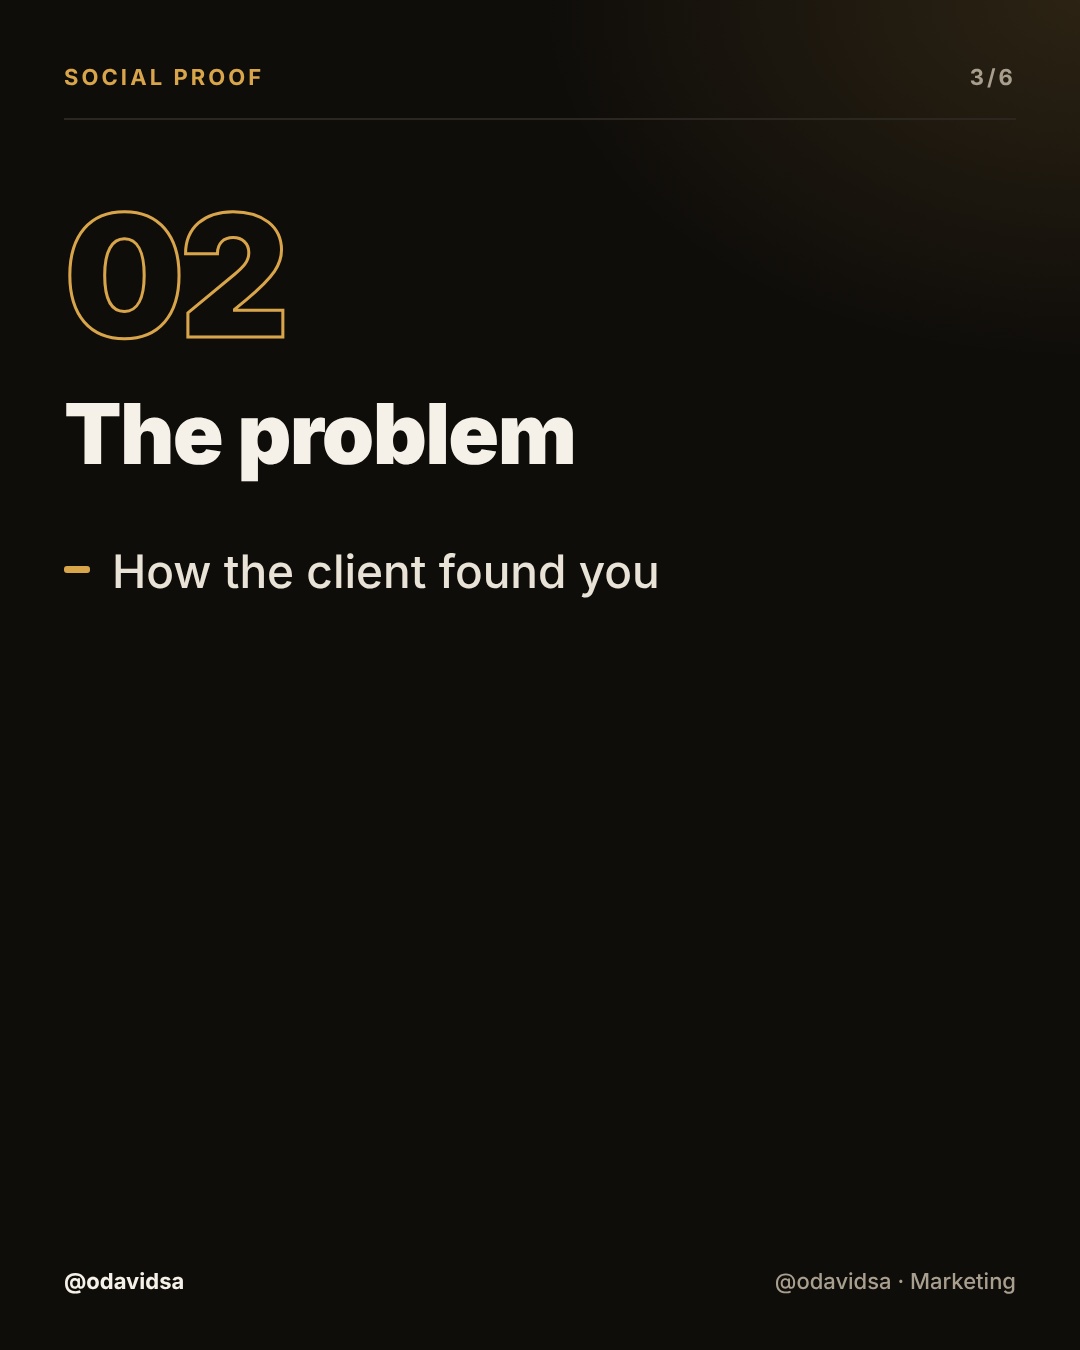 SOCIAL PROOF
3/6
02
The problem
How the client found you
@odavidsa
@odavidsa · Marketing